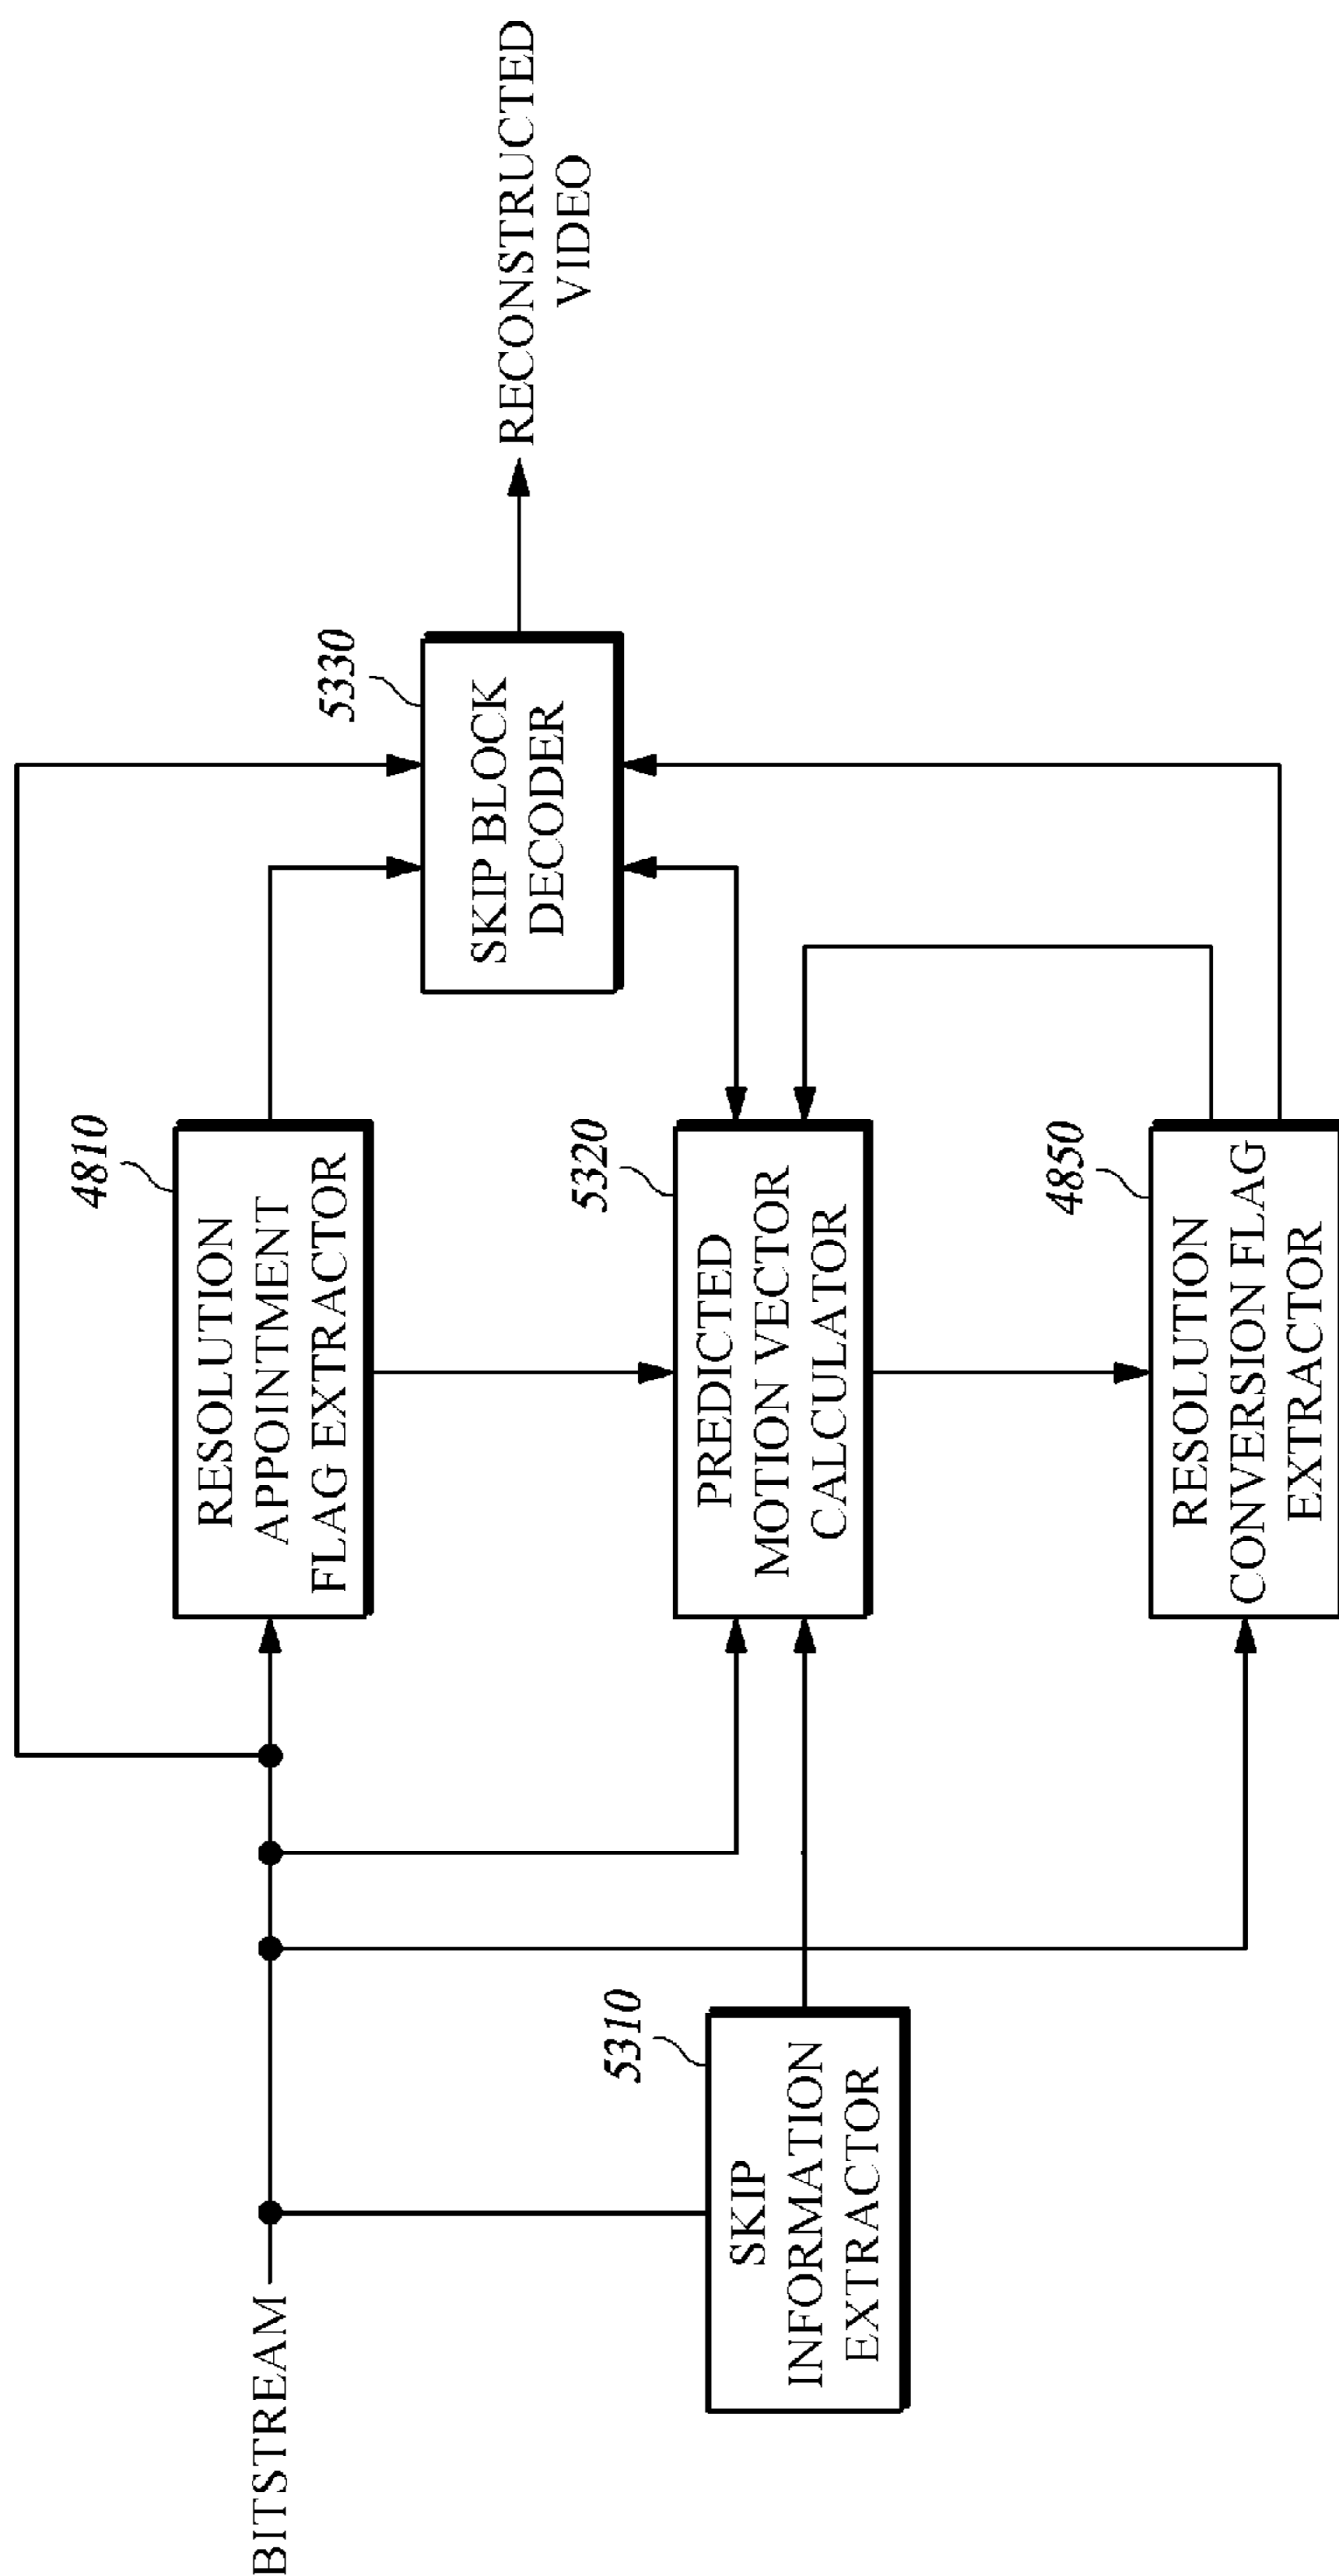 BITSTREAM
5310
SKIP
INFORMATION
EXTRACTOR
4810
RESOLUTION
APPOINTMENT
FLAG EXTRACTOR
5320
PREDICTED
MOTION VECTOR
CALCULATOR
4850
RESOLUTION
CONVERSION FLAG
EXTRACTOR
5330
SKIP BLOCK
DECODER
RECONSTRUCTED
VIDEO